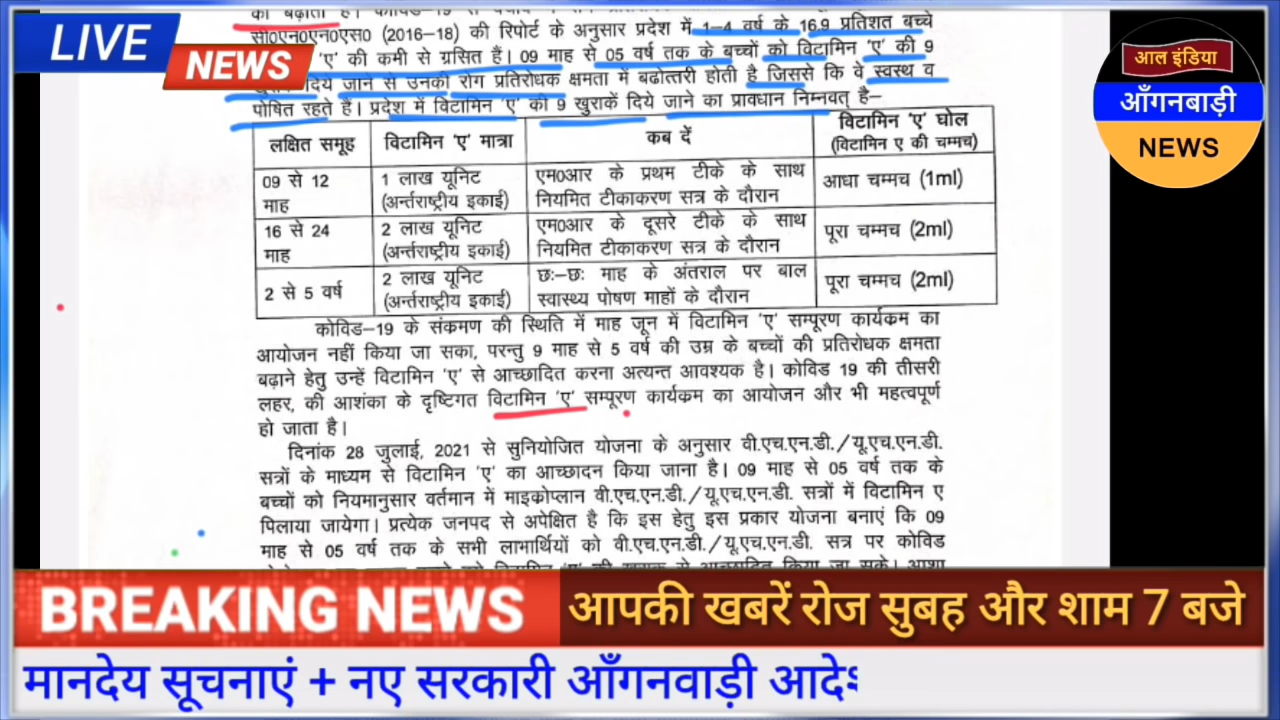 को बढ़ाता है।
सी0एन0एन0एस0 (2016-18) की रिपोर्ट के अनुसार प्रदेश में 1-4 वर्ष के 16.9 प्रतिशत बच्चे
'ए' की कमी से ग्रसित हैं। 09 माह से 05 वर्ष तक के बच्चों को विटामिन 'ए' की 9
दिये जाने से उनकी रोग प्रतिरोधक क्षमता में बढोत्तरी होती है जिससे कि वे स्वस्थ व
पोषित रहते हैं। प्रदेश में विटामिन 'ए' की 9 खुराकें दिये जाने का प्रावधान निम्नवत् है–
LIVE
NEWS
आल इंडिया
आँगनबाड़ी
NEWS
लक्षित समूह | विटामिन 'ए' मात्रा | कब दें | विटामिन 'ए' घोल (विटामिन ए की चम्मच)
09 से 12 माह | 1 लाख यूनिट (अर्न्तराष्ट्रीय इकाई) | एम0आर के प्रथम टीके के साथ नियमित टीकाकरण सत्र के दौरान | आधा चम्मच (1ml)
16 से 24 माह | 2 लाख यूनिट (अर्न्तराष्ट्रीय इकाई) | एम0आर के दूसरे टीके के साथ नियमित टीकाकरण सत्र के दौरान | पूरा चम्मच (2ml)
2 से 5 वर्ष | 2 लाख यूनिट (अर्न्तराष्ट्रीय इकाई) | छः–छः माह के अंतराल पर बाल स्वास्थ्य पोषण माहों के दौरान | पूरा चम्मच (2ml)
कोविड–19 के संक्रमण की स्थिति में माह जून में विटामिन 'ए' सम्पूरण कार्यक्रम का
आयोजन नहीं किया जा सका, परन्तु 9 माह से 5 वर्ष की उम्र के बच्चों की प्रतिरोधक क्षमता
बढ़ाने हेतु उन्हें विटामिन 'ए' से आच्छादित करना अत्यन्त आवश्यक है। कोविड 19 की तीसरी
लहर, की आशंका के दृष्टिगत विटामिन 'ए' सम्पूरण कार्यक्रम का आयोजन और भी महत्वपूर्ण
हो जाता है।
दिनांक 28 जुलाई, 2021 से सुनियोजित योजना के अनुसार वी.एच.एन.डी./यू.एच.एन.डी.
सत्रों के माध्यम से विटामिन 'ए' का आच्छादन किया जाना है। 09 माह से 05 वर्ष तक के
बच्चों को नियमानुसार वर्तमान में माइक्रोप्लान वी.एच.एन.डी./यू.एच.एन.डी. सत्रों में विटामिन ए
पिलाया जायेगा। प्रत्येक जनपद से अपेक्षित है कि इस हेतु इस प्रकार योजना बनाएं कि 09
माह से 05 वर्ष तक के सभी लाभार्थियों को वी.एच.एन.डी./यू.एच.एन.डी. सत्र पर कोविड
BREAKING NEWS
आपकी खबरें रोज सुबह और शाम 7 बजे
मानदेय सूचनाएं + नए सरकारी आँगनवाड़ी